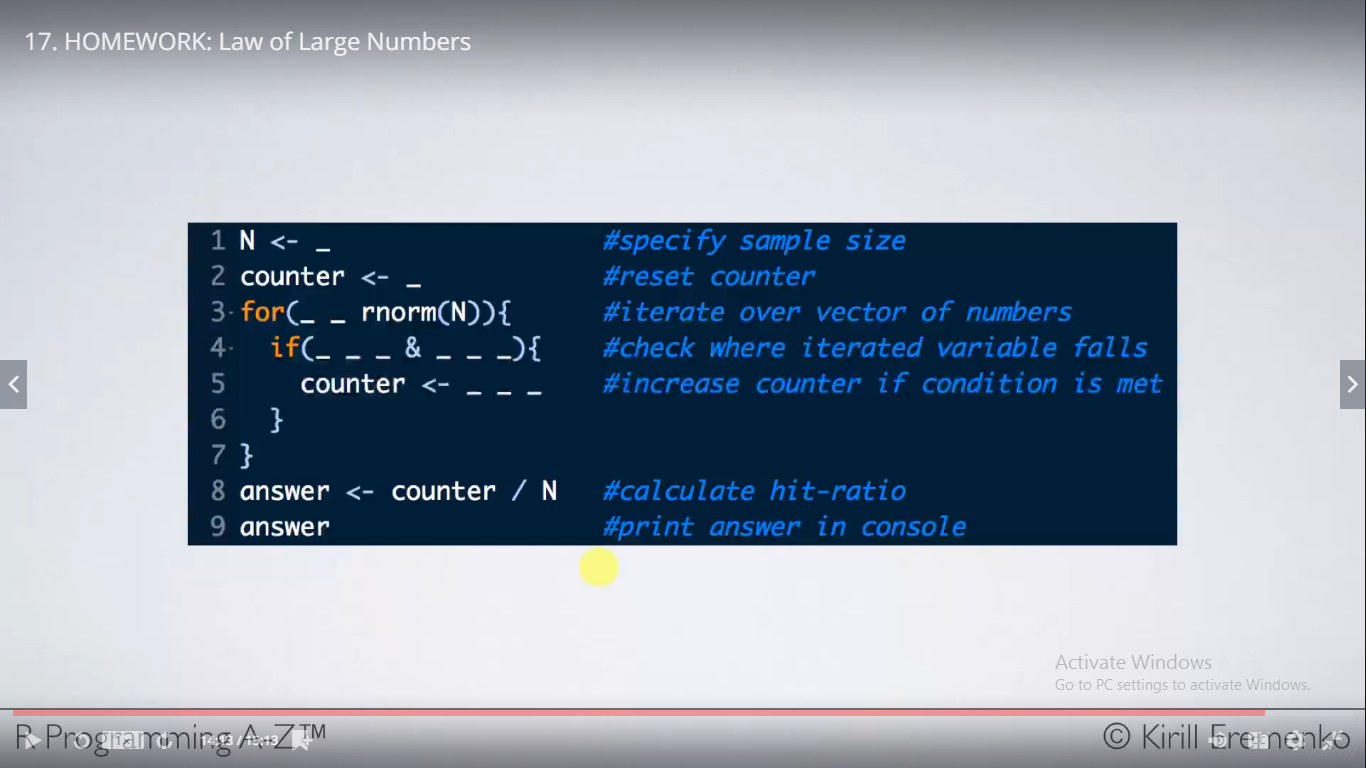 17. HOMEWORK: Law of Large Numbers
1 N <- _ #specify sample size
2 counter <- _ #reset counter
3 for(_ _ rnorm(N)){ #iterate over vector of numbers
4 if(_ _ _ & _ _ _){ #check where iterated variable falls
5 counter <- _ _ _ #increase counter if condition is met
6 }
7 }
8 answer <- counter / N #calculate hit-ratio
9 answer #print answer in console
Activate Windows
Go to PC settings to activate Windows.
R Programming A-Z™
© Kirill Eremenko